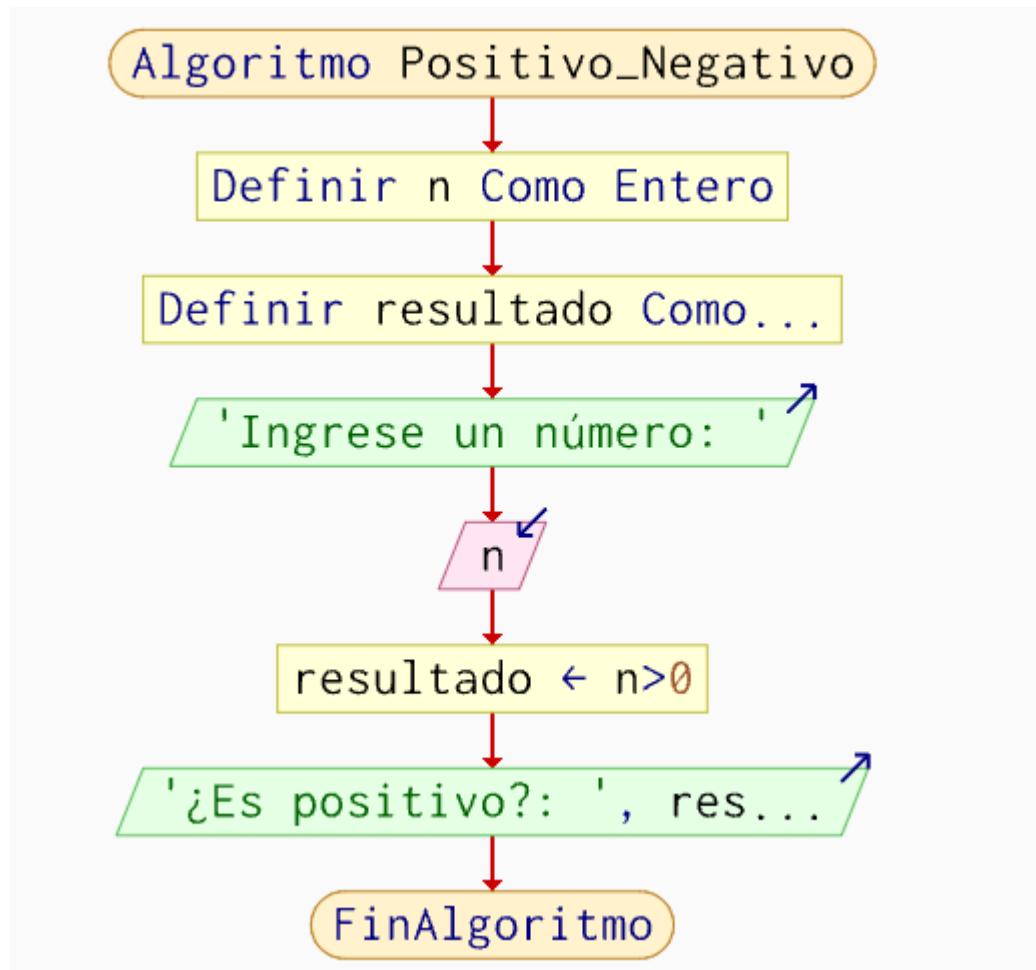 Algoritmo Positivo_Negativo
Definir n Como Entero
Definir resultado Como...
'Ingrese un número: '
n
resultado ← n>0
'¿Es positivo?: ', res...
FinAlgoritmo